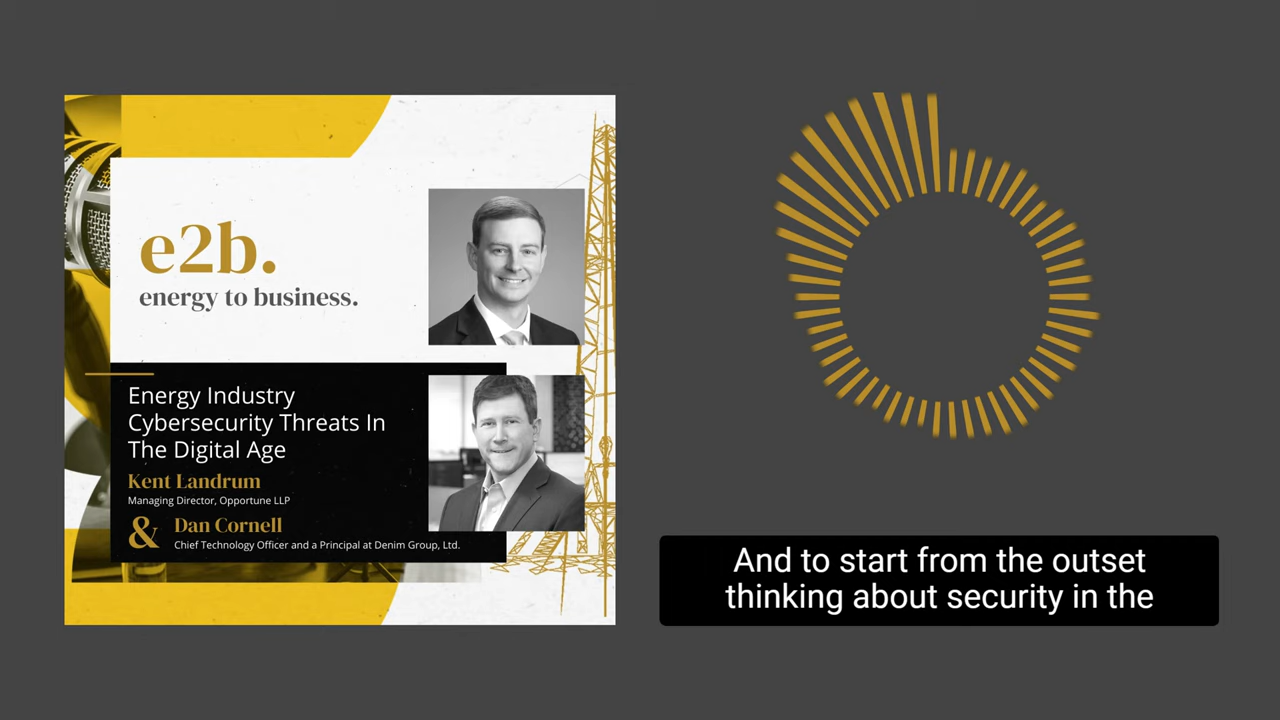 e2b.
energy to business.
Energy Industry
Cybersecurity Threats In
The Digital Age
Kent Landrum
Managing Director, Opportune LLP
& Dan Cornell
Chief Technology Officer and a Principal at Denim Group, Ltd.
And to start from the outset
thinking about security in the